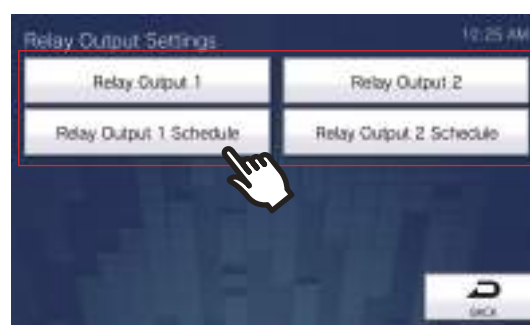 Relay Output Settings
10:25 AM
Relay Output 1
Relay Output 2
Relay Output 1 Schedule
Relay Output 2 Schedule
BACK